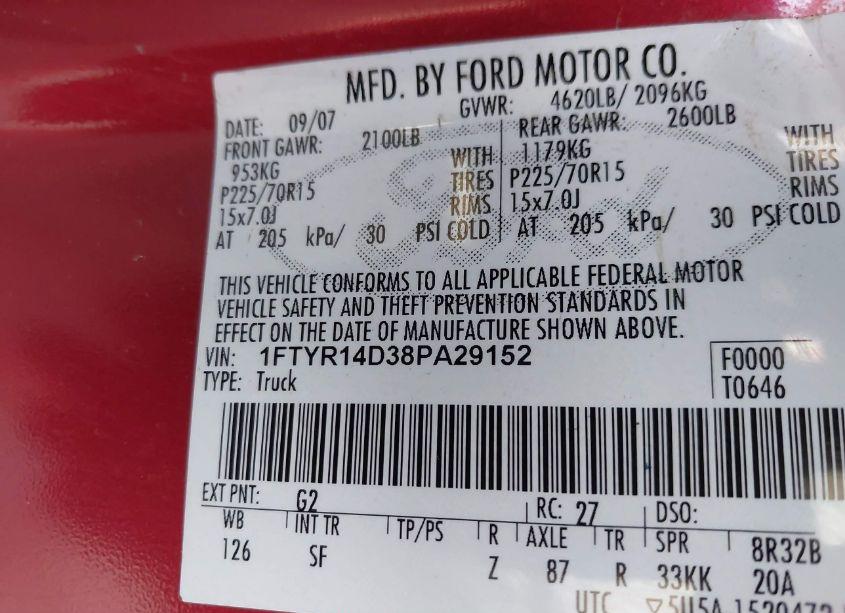 MFD. BY FORD MOTOR CO.
DATE: 09/07 GVWR: 4620LB/ 2096KG
FRONT GAWR: 2100LB REAR GAWR: 2600LB
953KG WITH 1179KG WITH
P225/70R15 TIRES P225/70R15 TIRES
15x7.0J RIMS 15x7.0J RIMS
AT 205 kPa/ 30 PSI COLD AT 205 kPa/ 30 PSI COLD
THIS VEHICLE CONFORMS TO ALL APPLICABLE FEDERAL MOTOR
VEHICLE SAFETY AND THEFT PREVENTION STANDARDS IN
EFFECT ON THE DATE OF MANUFACTURE SHOWN ABOVE.
VIN: 1FTYR14D38PA29152 F0000
TYPE: Truck T0646
EXT PNT: G2 RC: 27 DSO:
WB INT TR TP/PS R AXLE TR SPR 8R32B
126 SF Z 87 R 33KK 20A
UTC